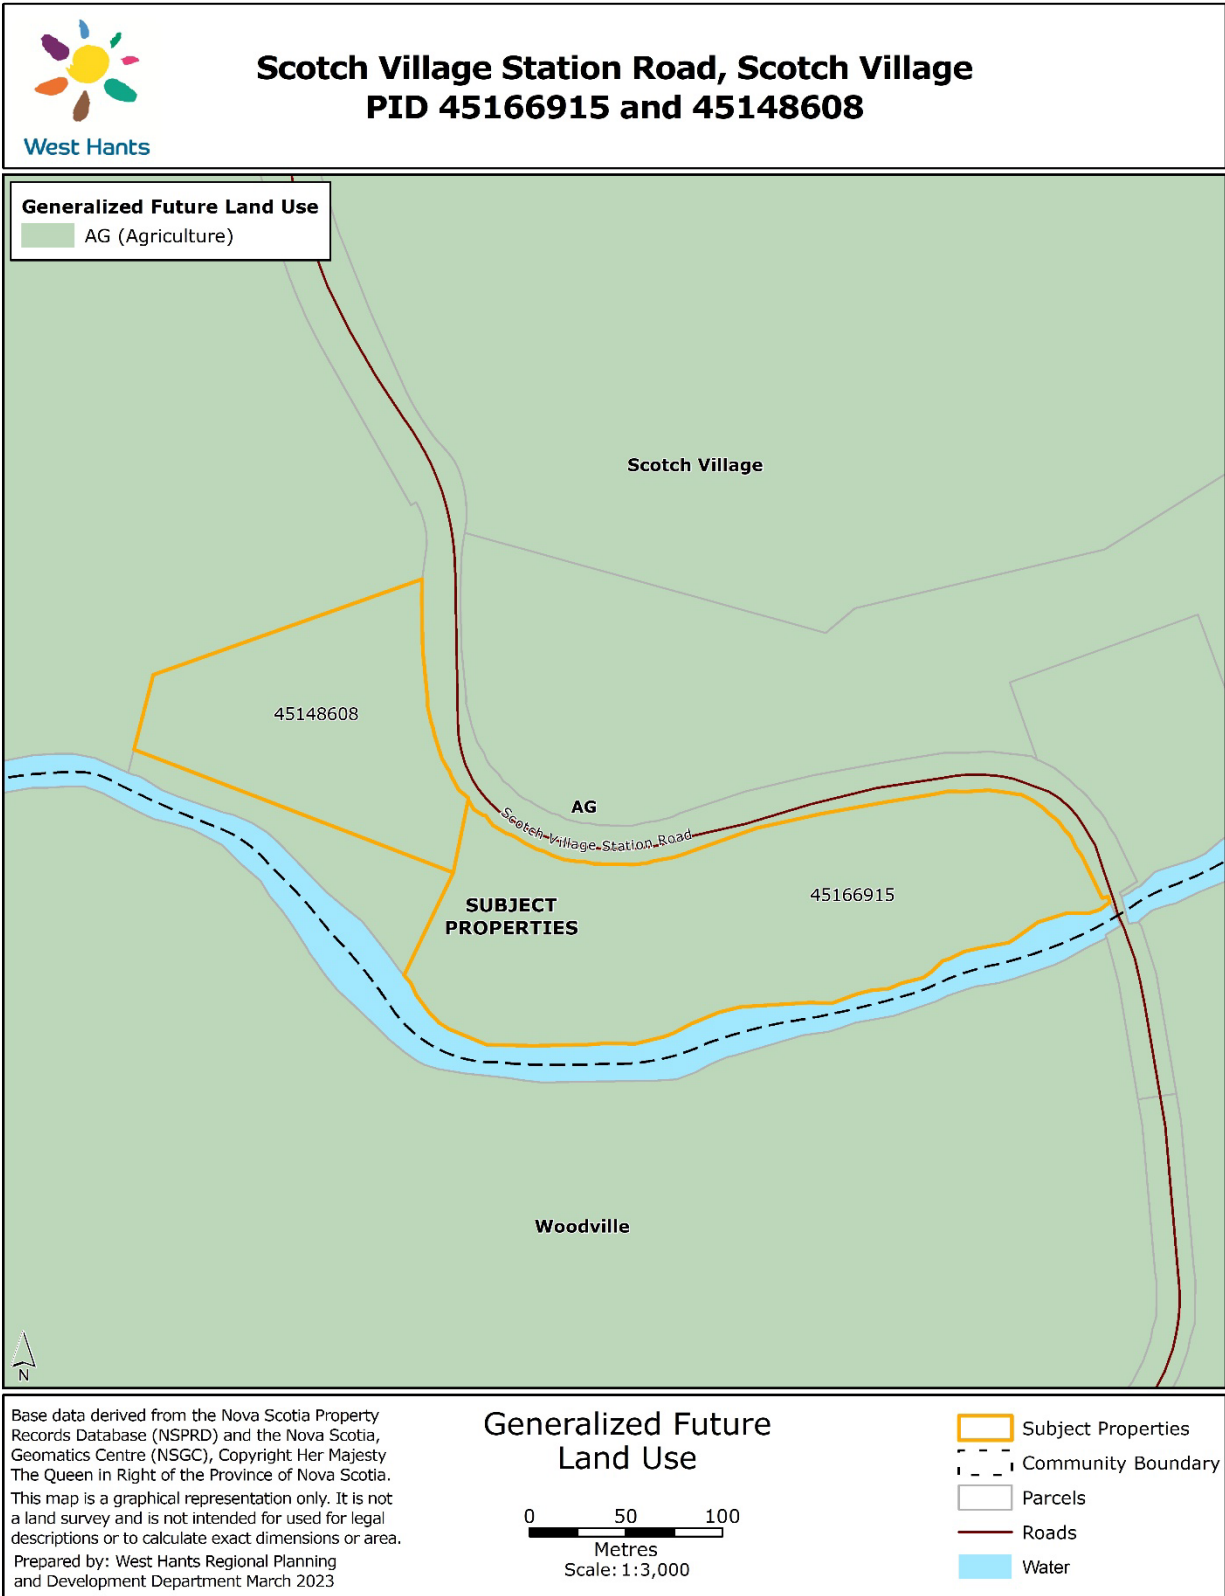 West Hants
Scotch Village Station Road, Scotch Village
PID 45166915 and 45148608
Generalized Future Land Use
AG (Agriculture)
Scotch Village
45148608
AG
Scotch Village Station Road
45166915
SUBJECT
PROPERTIES
Woodville
N
Base data derived from the Nova Scotia Property
Records Database (NSPRD) and the Nova Scotia,
Geomatics Centre (NSGC), Copyright Her Majesty
The Queen in Right of the Province of Nova Scotia.
This map is a graphical representation only. It is not
a land survey and is not intended for used for legal
descriptions or to calculate exact dimensions or area.
Prepared by: West Hants Regional Planning
and Development Department March 2023
Generalized Future
Land Use
0 50 100
Metres
Scale: 1:3,000
Subject Properties
Community Boundary
Parcels
Roads
Water